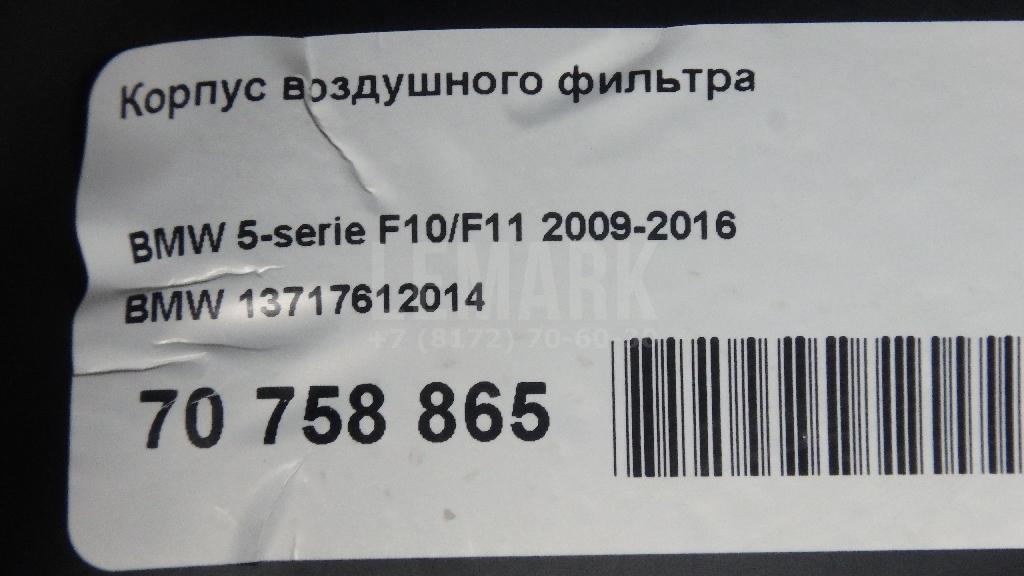 Корпус воздушного фильтра
BMW 5-serie F10/F11 2009-2016
LEMARK
BMW 13717612014
+7 (8172) 70-60-30
70 758 865